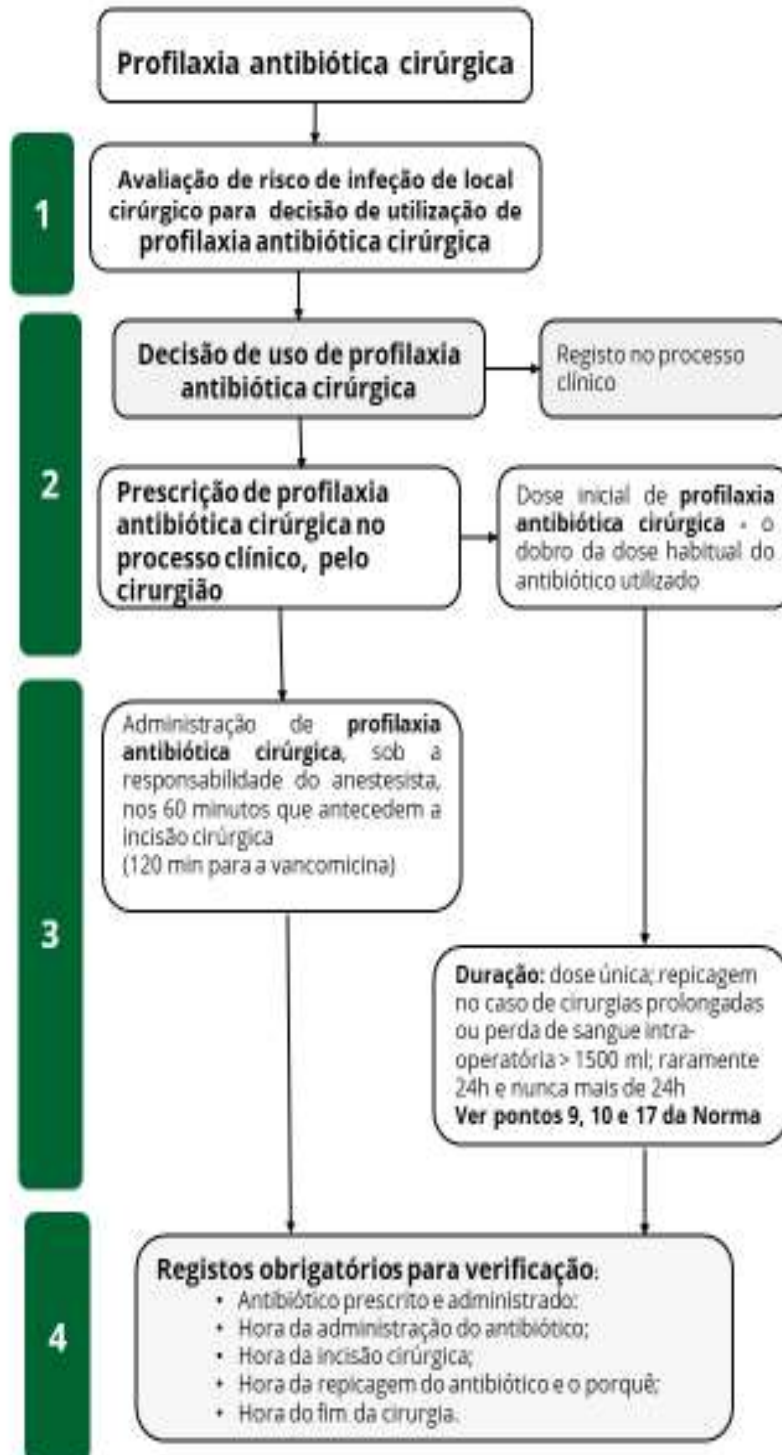 Profilaxia antibiótica cirúrgica
1
Avaliação de risco de infeção de local
cirúrgico para decisão de utilização de
profilaxia antibiótica cirúrgica
2
Decisão de uso de profilaxia
antibiótica cirúrgica
Registo no processo
clínico
Prescrição de profilaxia
antibiótica cirúrgica no
processo clínico, pelo
cirurgião
Dose inicial de profilaxia
antibiótica cirúrgica - o
dobro da dose habitual do
antibiótico utilizado
3
Administração de profilaxia
antibiótica cirúrgica, sob a
responsabilidade do anestesista,
nos 60 minutos que antecedem a
incisão cirúrgica
(120 min para a vancomicina)
Duração: dose única; repicagem
no caso de cirurgias prolongadas
ou perda de sangue intra-
operatória > 1500 ml; raramente
24h e nunca mais de 24h
Ver pontos 9, 10 e 17 da Norma
4
Registos obrigatórios para verificação:
• Antibiótico prescrito e administrado:
• Hora da administração do antibiótico;
• Hora da incisão cirúrgica;
• Hora da repicagem do antibiótico e o porquê;
• Hora do fim da cirurgia.